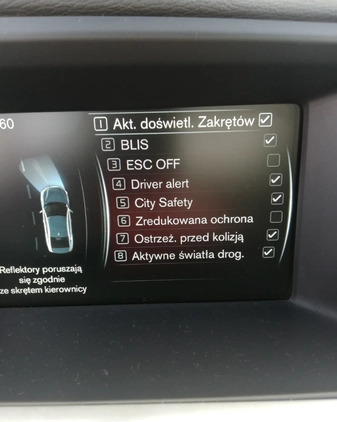 60
1 Akt. doświetl. Zakrętów
2 BLIS
3 ESC OFF
4 Driver alert
5 City Safety
6 Zredukowana ochrona
7 Ostrzeż. przed kolizją
8 Aktywne światła drog.
Reflektory poruszają
się zgodnie
ze skrętem kierownicy